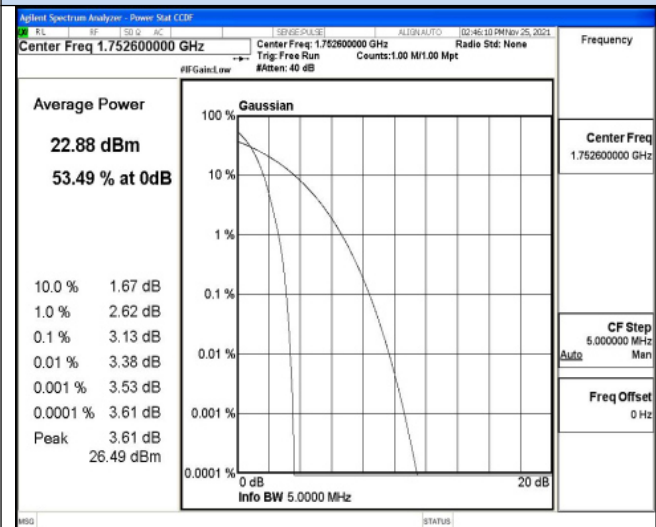 Agilent Spectrum Analyzer - Power Stat CCDF
RL RF 50 Ω AC SENSE:PULSE ALIGN AUTO 02:46:10 PM Nov 25, 2021
Center Freq 1.752600000 GHz
Center Freq: 1.752600000 GHz Radio Std: None
Trig: Free Run Counts:1.00 M/1.00 Mpt
#IFGain:Low #Atten: 40 dB
Frequency
Average Power
22.88 dBm
53.49 % at 0dB
10.0 % 1.67 dB
1.0 % 2.62 dB
0.1 % 3.13 dB
0.01 % 3.38 dB
0.001 % 3.53 dB
0.0001 % 3.61 dB
Peak 3.61 dB
26.49 dBm
Gaussian
100 %
10 %
1 %
0.1 %
0.01 %
0.001 %
0.0001 %
0 dB 20 dB
Info BW 5.0000 MHz
Center Freq
1.752600000 GHz
CF Step
5.000000 MHz
Auto Man
Freq Offset
0 Hz
MSG STATUS